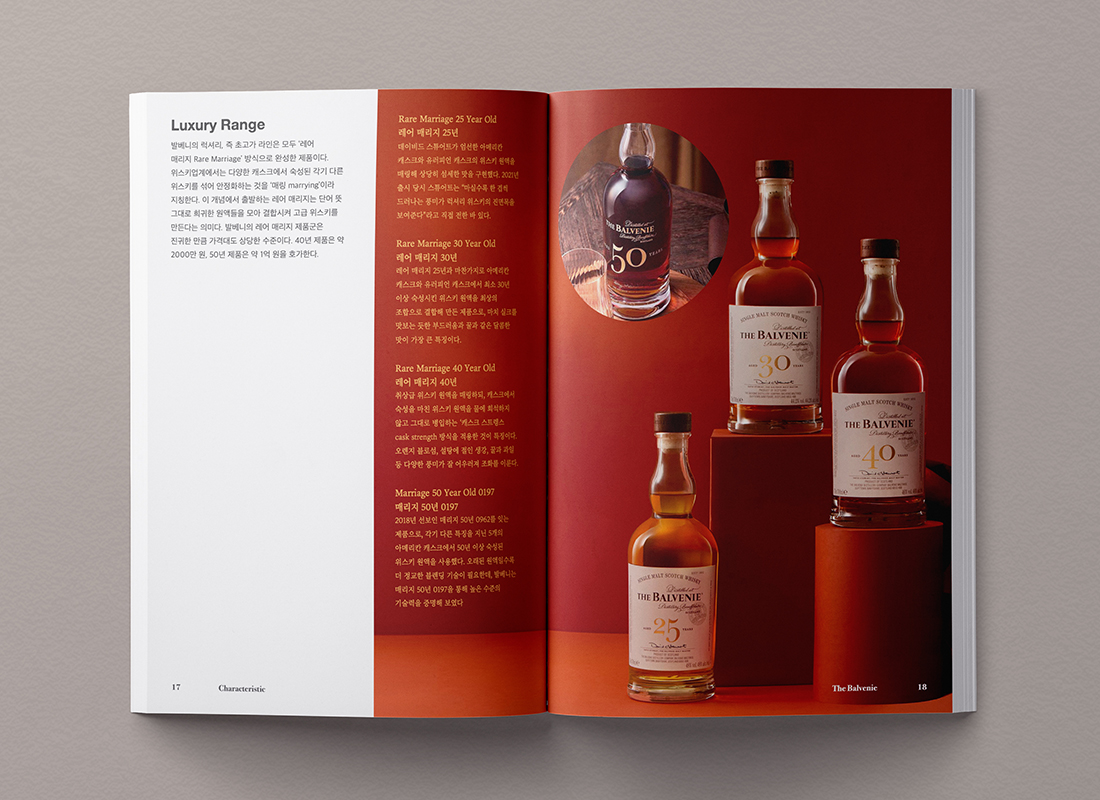 Luxury Range
발베니의 럭셔리, 즉 초고가 라인은 모두 '레어
매리지 Rare Marriage' 방식으로 완성한 제품이다.
위스키업계에서는 다양한 캐스크에서 숙성된 각기 다른
위스키를 섞어 안정화하는 것을 '매링 marrying'이라
지칭한다. 이 개념에서 출발하는 레어 매리지는 단어 뜻
그대로 희귀한 원액들을 모아 결합시켜 고급 위스키를
만든다는 의미다. 발베니의 레어 매리지 제품군은
진귀한 만큼 가격대도 상당한 수준이다. 40년 제품은 약
2000만 원, 50년 제품은 약 1억 원을 호가한다.
17
Characteristic
Rare Marriage 25 Year Old
레어 매리지 25년
데이비드 스튜어트가 엄선한 아메리칸
캐스크와 유러피언 캐스크의 위스키 원액을
매링해 상당히 섬세한 맛을 구현했다. 2021년
출시 당시 스튜어트는 "마실수록 한 겹씩
드러나는 풍미가 럭셔리 위스키의 진면목을
보여준다"라고 직접 전한 바 있다.
Rare Marriage 30 Year Old
레어 매리지 30년
레어 매리지 25년과 마찬가지로 아메리칸
캐스크와 유러피언 캐스크에서 최소 30년
이상 숙성시킨 위스키 원액을 최상의
조합으로 결합해 만든 제품으로, 마치 실크를
맛보는 듯한 부드러움과 꿀과 같은 달콤한
맛이 가장 큰 특징이다.
Rare Marriage 40 Year Old
레어 매리지 40년
최상급 위스키 원액을 매링하되, 캐스크에서
숙성을 마친 위스키 원액을 물에 희석하지
않고 그대로 병입하는 '캐스크 스트렝스
cask strength 방식을 적용한 것이 특징이다.
오렌지 블로섬, 설탕에 절인 생강, 꿀과 과일
등 다양한 풍미가 잘 어우러져 조화를 이룬다.
Marriage 50 Year Old 0197
매리지 50년 0197
2018년 선보인 매리지 50년 0962를 잇는
제품으로, 각기 다른 특징을 지닌 5개의
아메리칸 캐스크에서 50년 이상 숙성된
위스키 원액을 사용했다. 오래된 원액일수록
더 정교한 블렌딩 기술이 필요한데, 발베니는
매리지 50년 0197을 통해 높은 수준의
기술력을 증명해 보였다
Distilled at
THE BALVENIE
Distillery Banffshire
50 YEARS
SINGLE MALT SCOTCH WHISKY
Distilled at
THE BALVENIE
Distillery Banffshire
AGED 30 YEARS
SINGLE MALT SCOTCH WHISKY
Distilled at
THE BALVENIE
Distillery Banffshire
AGED 40 YEARS
SINGLE MALT SCOTCH WHISKY
Distilled at
THE BALVENIE
Distillery Banffshire
AGED 25 YEARS
The Balvenie
18